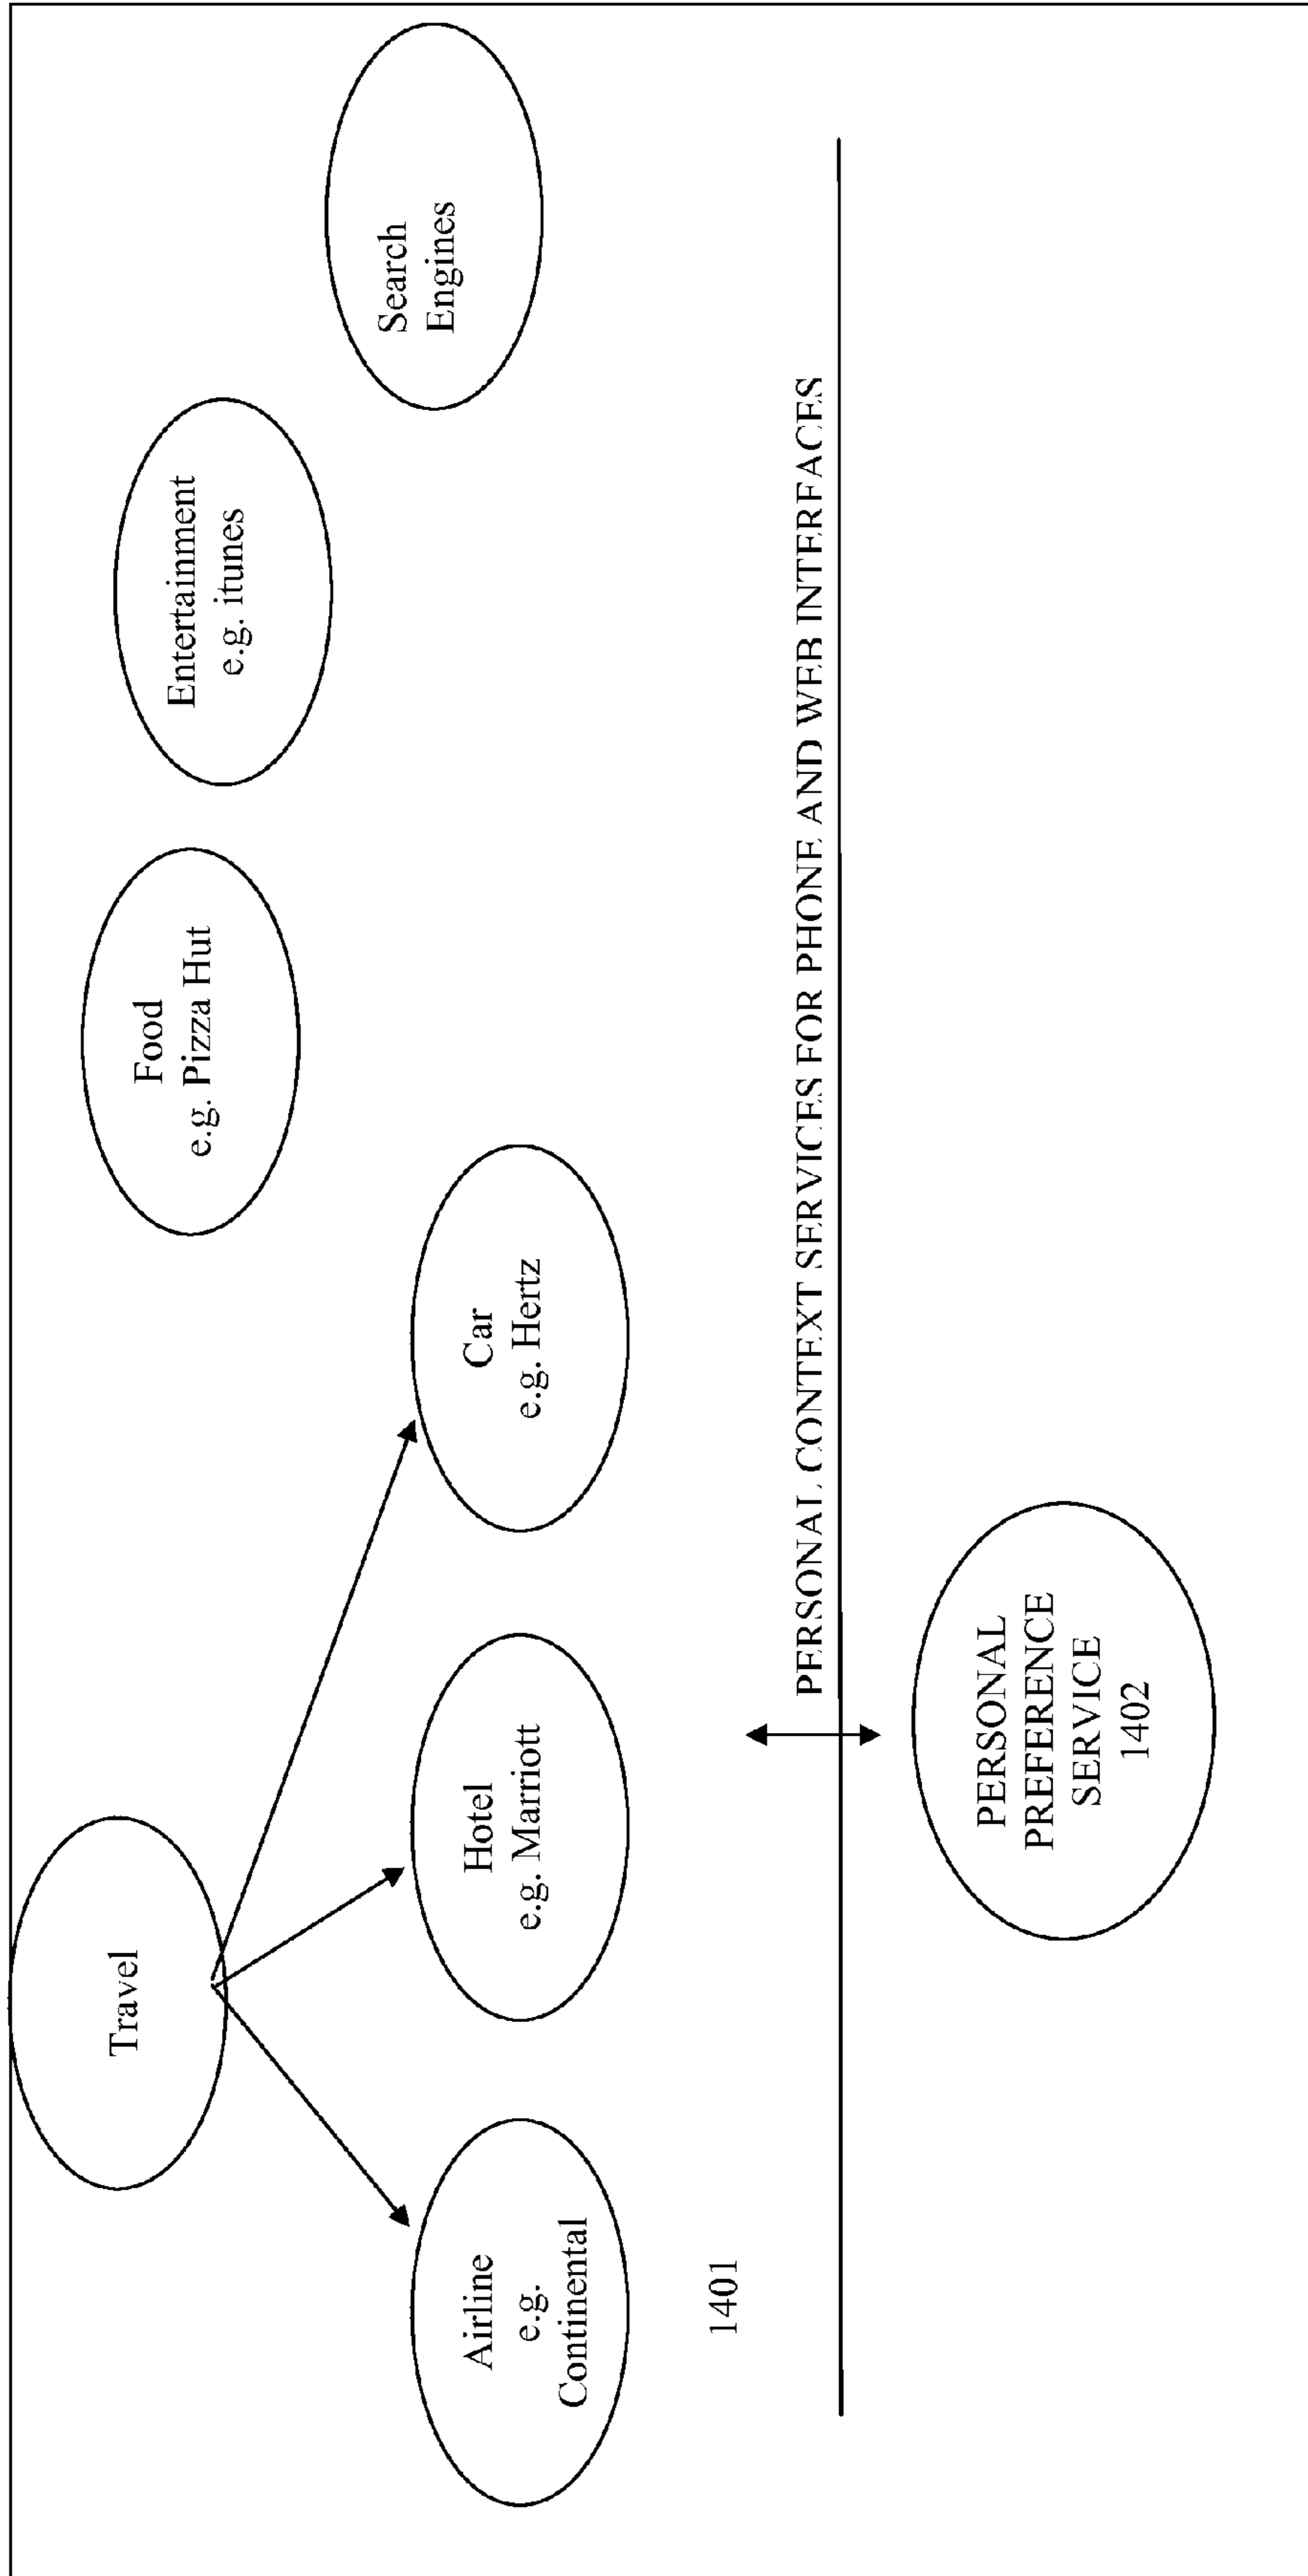 Travel
Food
e.g. Pizza Hut
Entertainment
e.g. itunes
Search
Engines
Airline
e.g.
Continental
Hotel
e.g. Marriott
Car
e.g. Hertz
1401
PERSONAL CONTEXT SERVICES FOR PHONE AND WEB INTERFACES
PERSONAL
PREFERENCE
SERVICE
1402